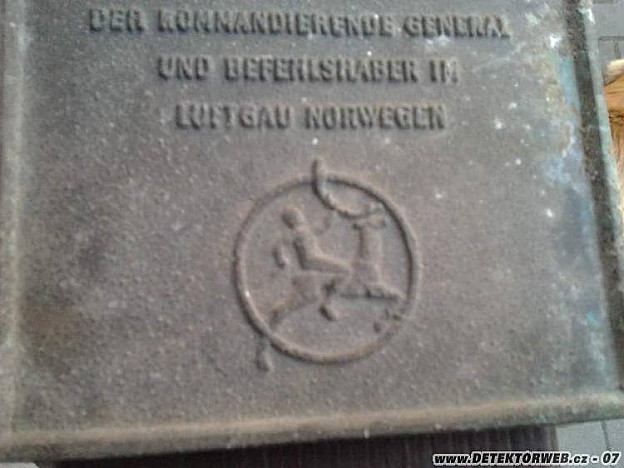 DER KOMMANDIERENDE GENERAL
UND BEFEHLSHABER IM
LUFTGAU NORWEGEN
www.DETEKTORWEB.cz - 07